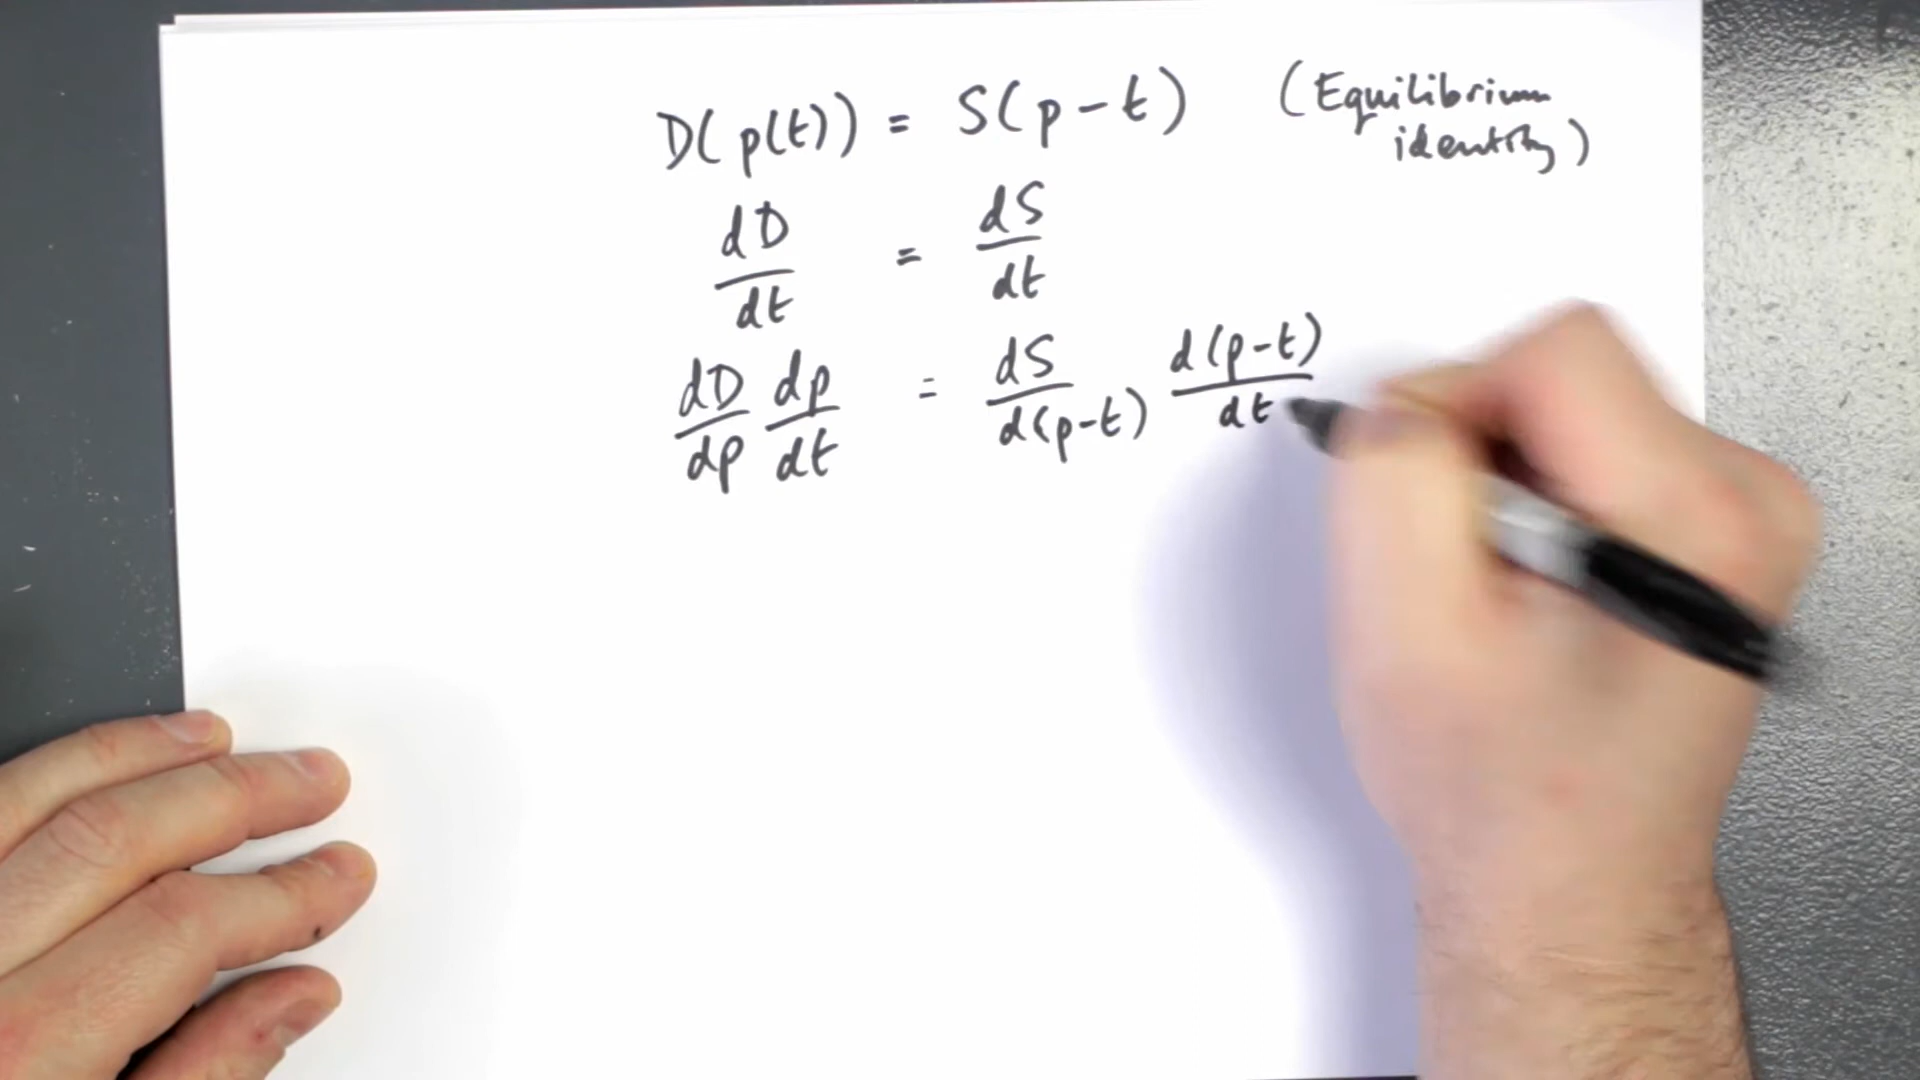 D(p(t)) = S(p-t) (Equilibrium
identity)
dD/dt = dS/dt
dD/dp dp/dt = dS/d(p-t) d(p-t)/dt